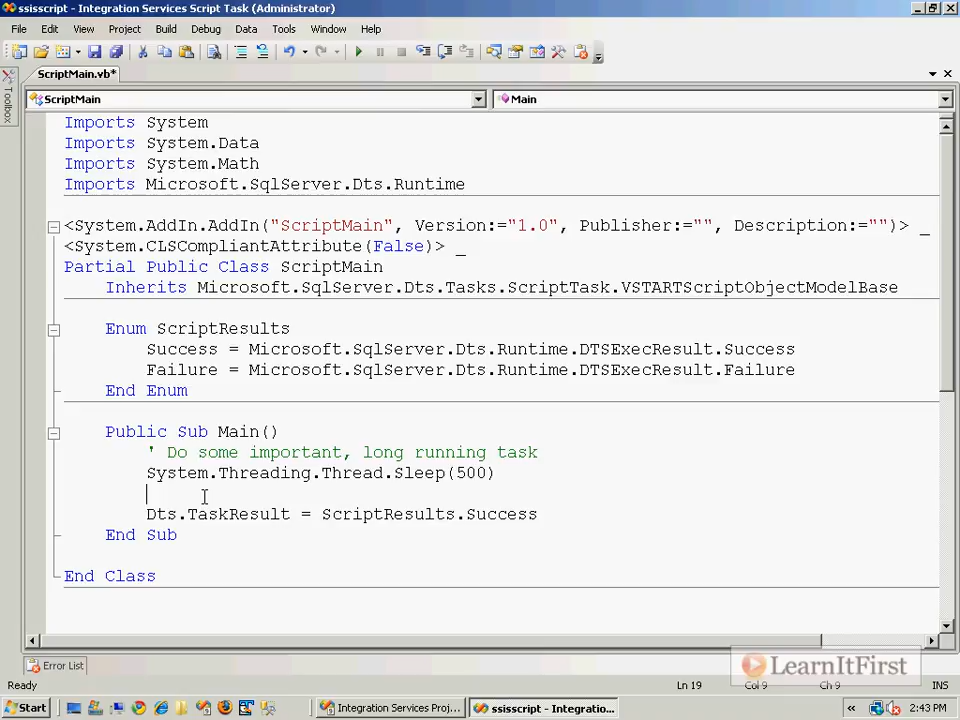 ssisscript - Integration Services Script Task (Administrator)
File Edit View Project Build Debug Data Tools Window Help
ScriptMain.vb*
Toolbox
ScriptMain Main
Imports System
Imports System.Data
Imports System.Math
Imports Microsoft.SqlServer.Dts.Runtime
<System.AddIn.AddIn("ScriptMain", Version:="1.0", Publisher:="", Description:="")> _
<System.CLSCompliantAttribute(False)> _
Partial Public Class ScriptMain
Inherits Microsoft.SqlServer.Dts.Tasks.ScriptTask.VSTARTScriptObjectModelBase
Enum ScriptResults
Success = Microsoft.SqlServer.Dts.Runtime.DTSExecResult.Success
Failure = Microsoft.SqlServer.Dts.Runtime.DTSExecResult.Failure
End Enum
Public Sub Main()
' Do some important, long running task
System.Threading.Thread.Sleep(500)
Dts.TaskResult = ScriptResults.Success
End Sub
End Class
Error List
LearnItFirst
Ready Ln 19 Col 9 Ch 9 INS
Start Integration Services Proj... ssisscript - Integratio... « 2:43 PM